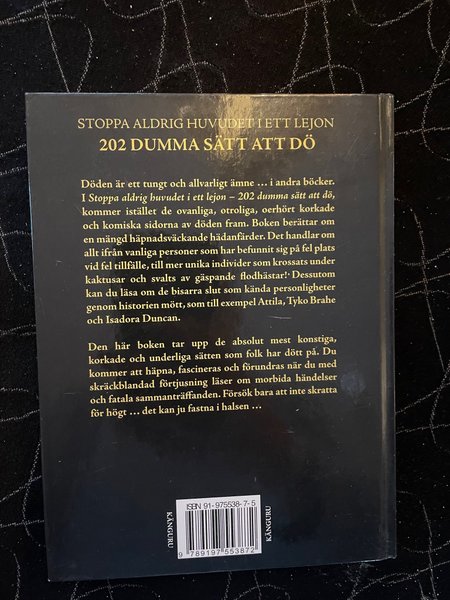 STOPPA ALDRIG HUVUDET I ETT LEJON
202 DUMMA SÄTT ATT DÖ
Döden är ett tungt och allvarligt ämne … i andra böcker.
I Stoppa aldrig huvudet i ett lejon – 202 dumma sätt att dö,
kommer istället de ovanliga, otroliga, oerhört korkade
och komiska sidorna av döden fram. Boken berättar om
en mängd häpnadsväckande hädanfärder. Det handlar om
allt ifrån vanliga personer som har befunnit sig på fel plats
vid fel tillfälle, till mer unika individer som krossats under
kaktusar och svalts av gäspande flodhästar! Dessutom
kan du läsa om de bisarra slut som kända personligheter
genom historien mött, som till exempel Attila, Tyko Brahe
och Isadora Duncan.
Den här boken tar upp de absolut mest konstiga,
korkade och underliga sätten som folk har dött på. Du
kommer att häpna, fascineras och förundras när du med
skräckblandad förtjusning läser om morbida händelser
och fatala sammanträffanden. Försök bara att inte skratta
för högt … det kan ju fastna i halsen …
KÄNGURU
ISBN 91-975538-7-5
9 789197 553872
KÄNGURU